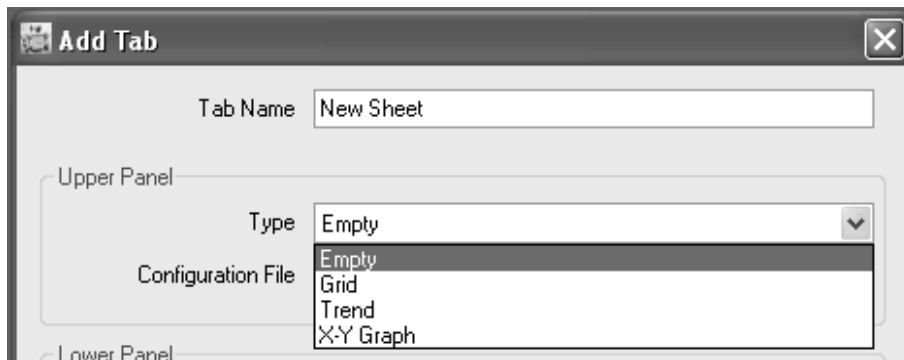 Add Tab
Tab Name New Sheet
Upper Panel
Type Empty
Empty
Configuration File
Grid
Trend
X-Y Graph
Lower Panel